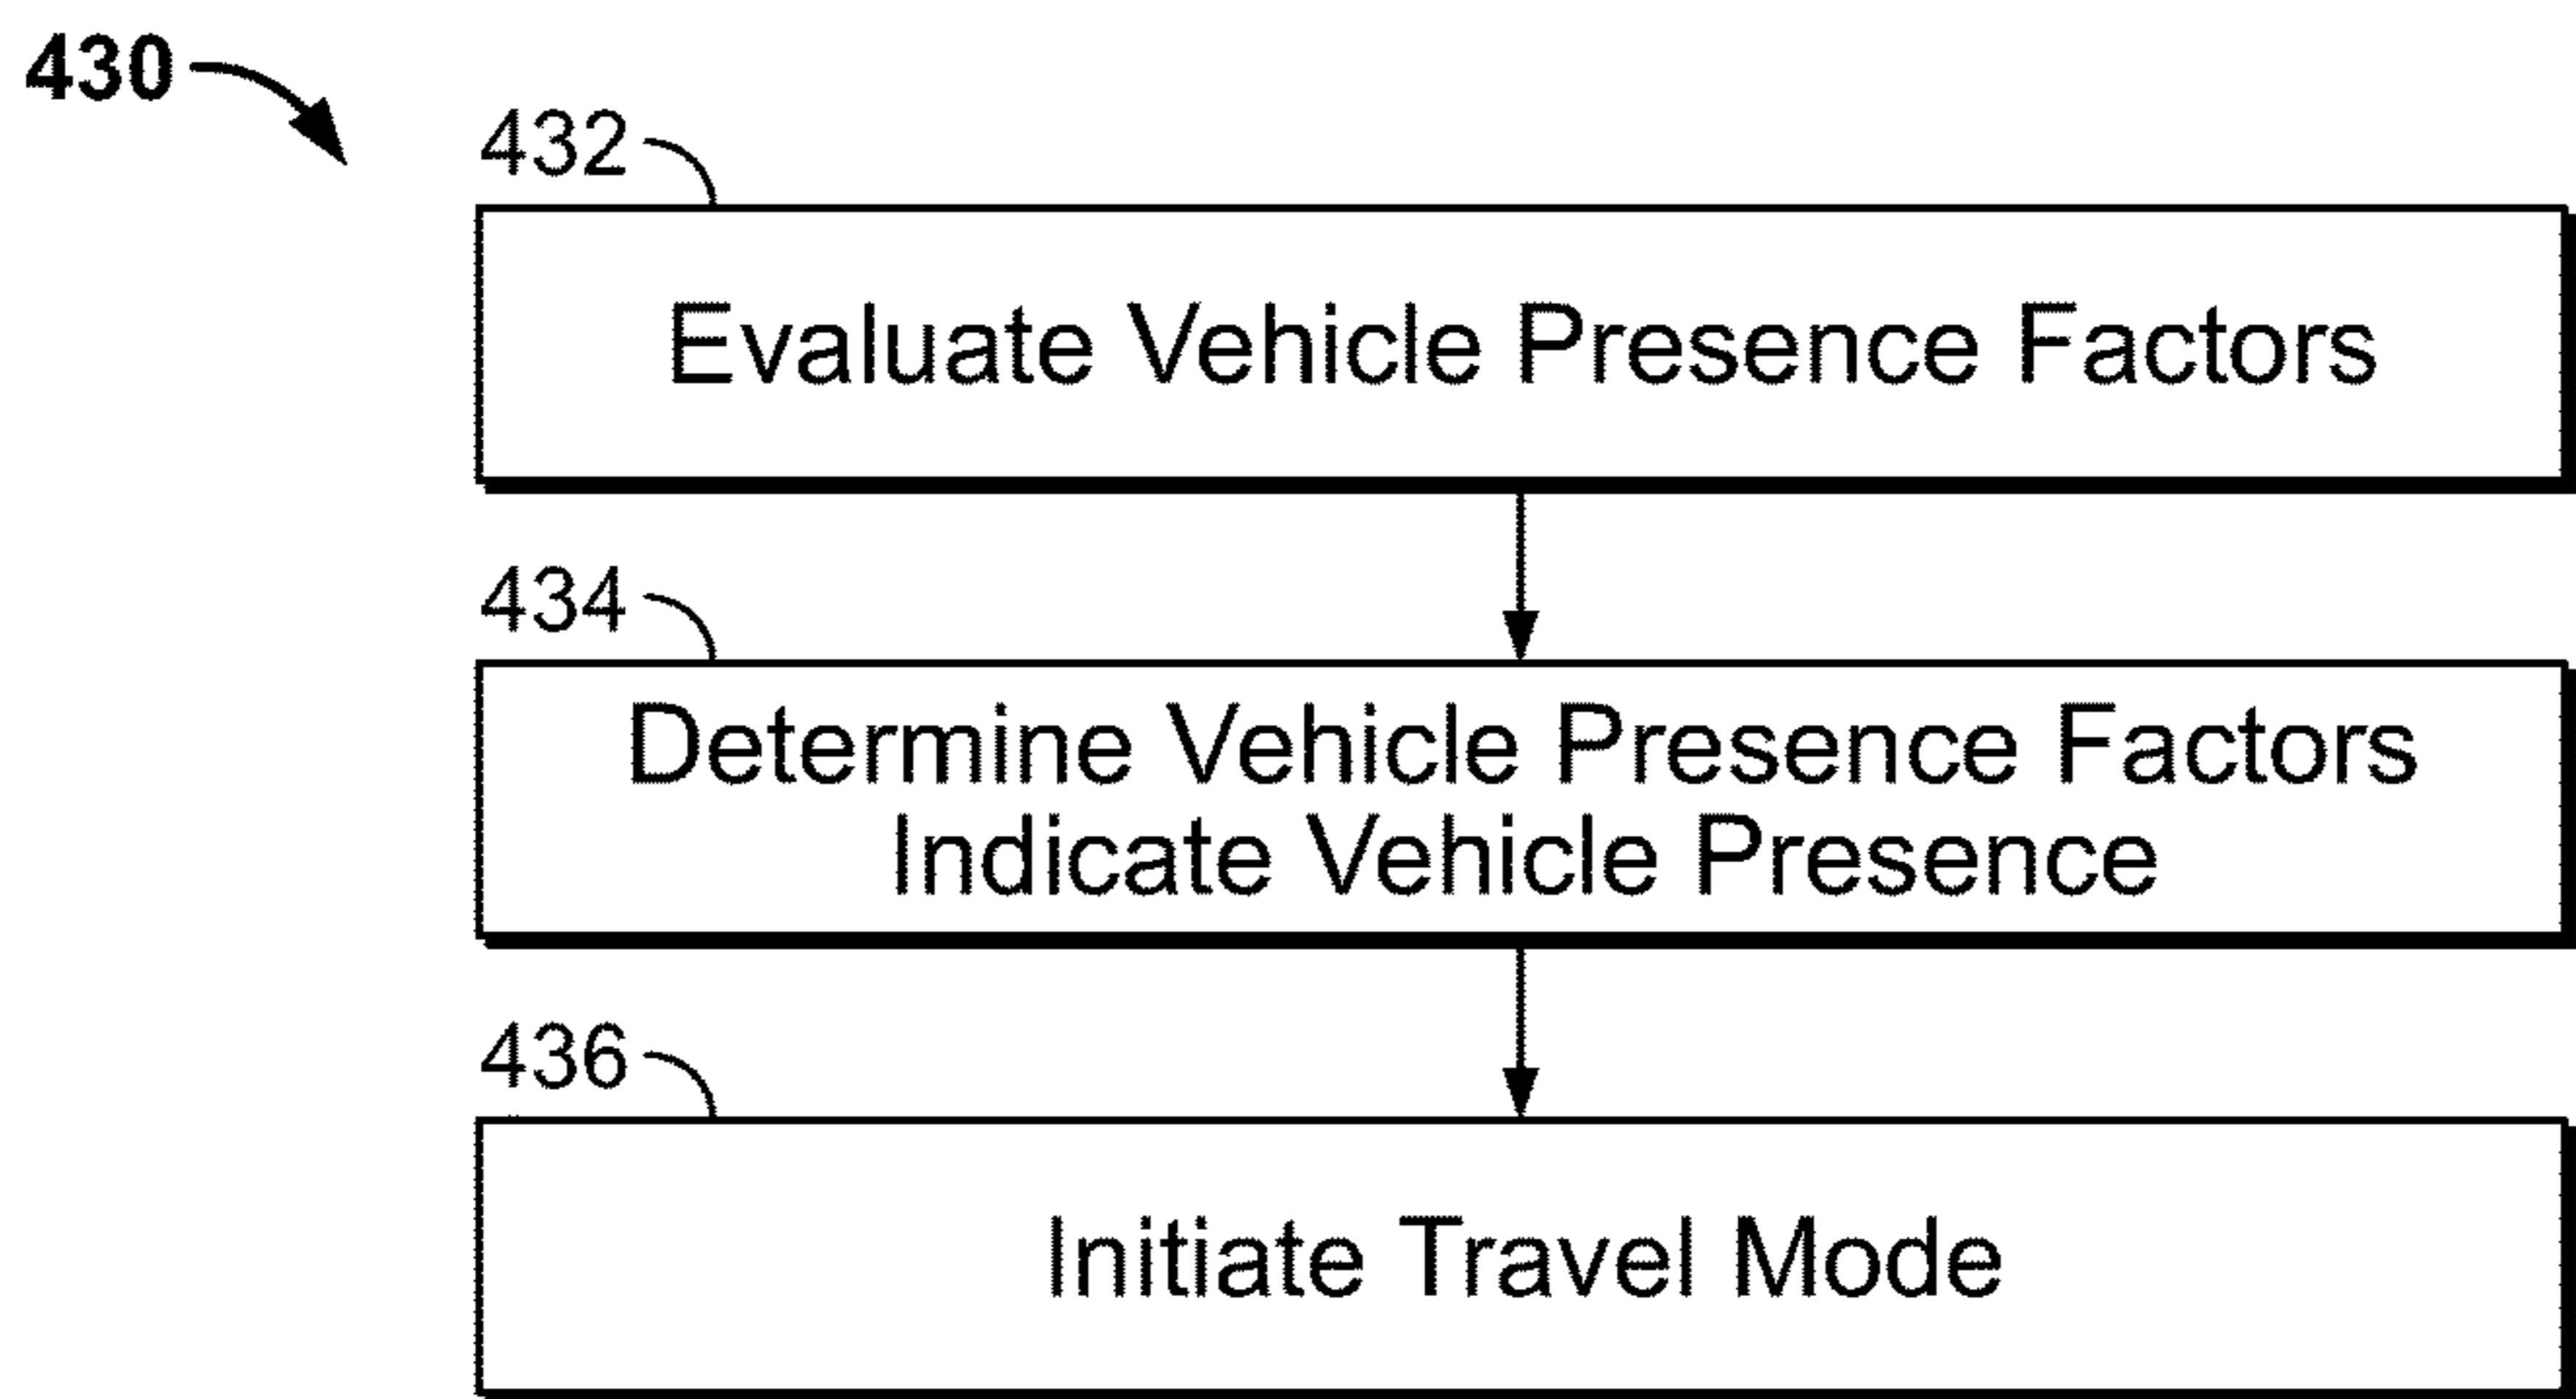 430
432
Evaluate Vehicle Presence Factors
434
Determine Vehicle Presence Factors
Indicate Vehicle Presence
436
Initiate Travel Mode